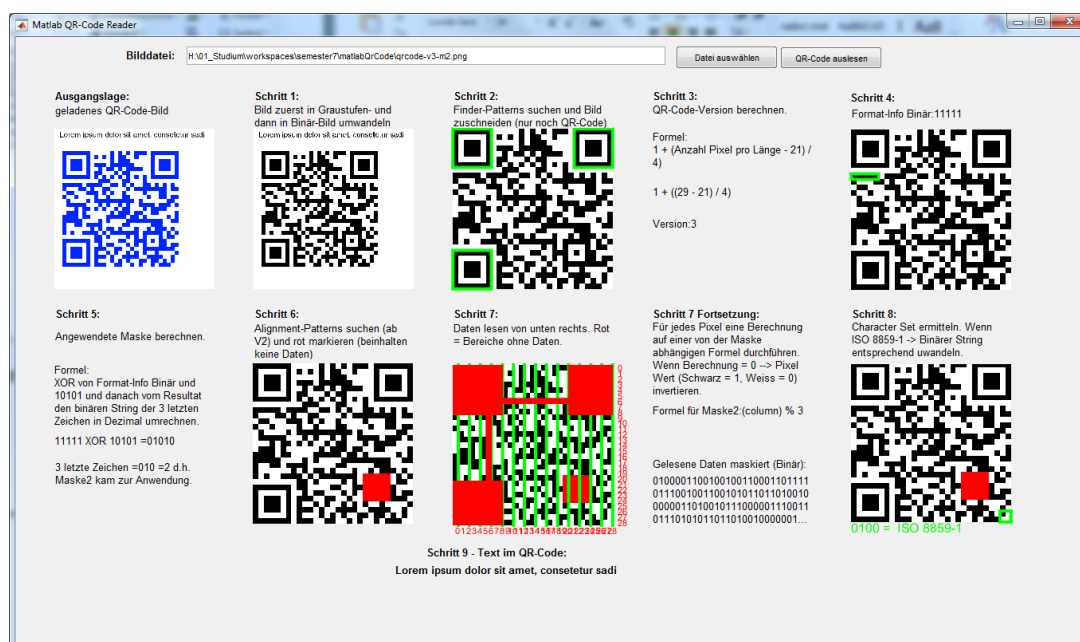 Matlab QR-Code Reader
Bilddatei:
H:\01_Studium\workspaces\semester7\matlabQrCode\qrcode-v3-m2.png
Datei auswählen
QR-Code auslesen
Ausgangslage:
geladenes QR-Code-Bild
Lorem ipsum dolor sit amet, consetetur sadi
Schritt 1:
Bild zuerst in Graustufen- und
dann in Binär-Bild umwandeln
Lorem ipsum dolor sit amet, consetetur sadi
Schritt 2:
Finder-Patterns suchen und Bild
zuschneiden (nur noch QR-Code)
Schritt 3:
QR-Code-Version berechnen.
Formel:
1 + (Anzahl Pixel pro Länge - 21) /
4)
1 + ((29 - 21) / 4)
Version:3
Schritt 4:
Format-Info Binär:11111
Schritt 5:
Angewendete Maske berechnen.
Formel:
XOR von Format-Info Binär und
10101 und danach vom Resultat
den binären String der 3 letzten
Zeichen in Dezimal umrechnen.
11111 XOR 10101 =01010
3 letzte Zeichen =010 =2 d.h.
Maske2 kam zur Anwendung.
Schritt 6:
Alignment-Patterns suchen (ab
V2) und rot markieren (beinhalten
keine Daten)
Schritt 7:
Daten lesen von unten rechts. Rot
= Bereiche ohne Daten.
Schritt 7 Fortsetzung:
Für jedes Pixel eine Berechnung
auf einer von der Maske
abhängigen Formel durchführen.
Wenn Berechnung = 0 --> Pixel
Wert (Schwarz = 1, Weiss = 0)
invertieren.
Formel für Maske2:(column) % 3
Gelesene Daten maskiert (Binär):
0100001100100100110001101111
0111001001100101011011010010
0000011010010111000001110011
01110101011011010010000001...
Schritt 8:
Character Set ermitteln. Wenn
ISO 8859-1 -> Binärer String
entsprechend uwandeln.
0100 = ISO 8859-1
Schritt 9 - Text im QR-Code:
Lorem ipsum dolor sit amet, consetetur sadi